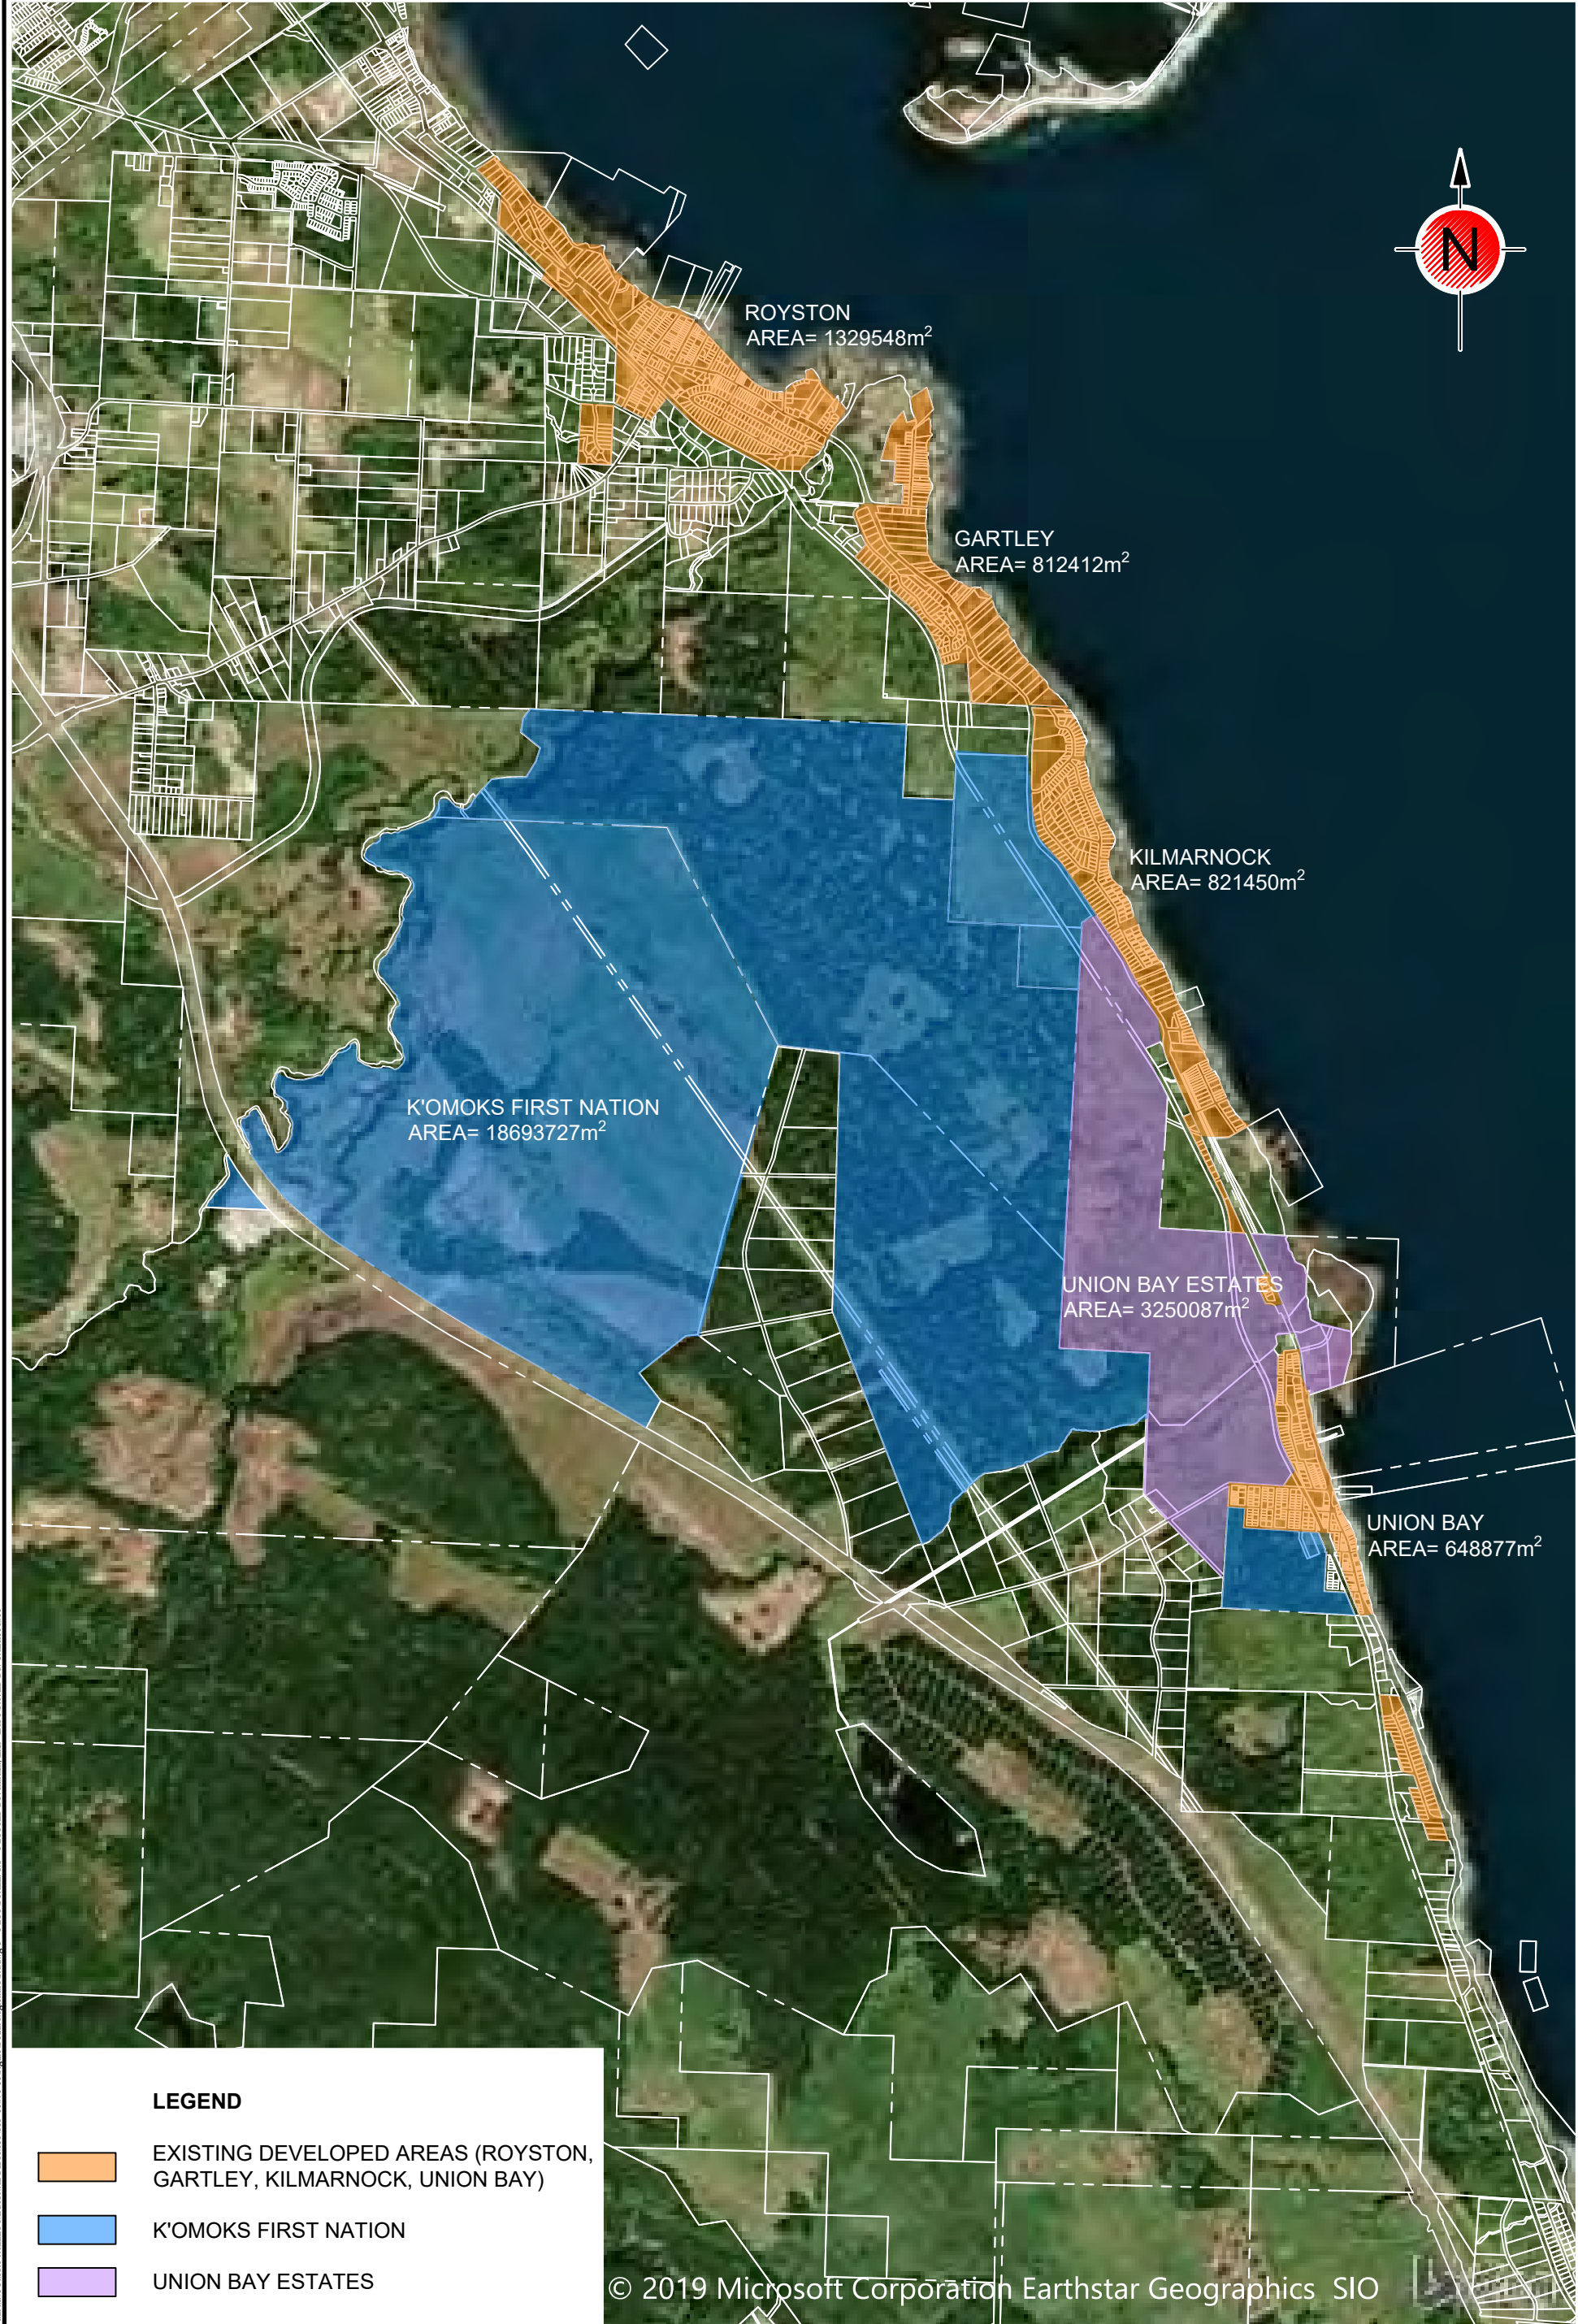 N
ROYSTON
AREA= 1329548m²
GARTLEY
AREA= 812412m²
KILMARNOCK
AREA= 821450m²
K'OMOKS FIRST NATION
AREA= 18693727m²
UNION BAY ESTATES
AREA= 3250087m²
UNION BAY
AREA= 648877m²
LEGEND
EXISTING DEVELOPED AREAS (ROYSTON,
GARTLEY, KILMARNOCK, UNION BAY)
K'OMOKS FIRST NATION
UNION BAY ESTATES
© 2019 Microsoft Corporation Earthstar Geographics SIO